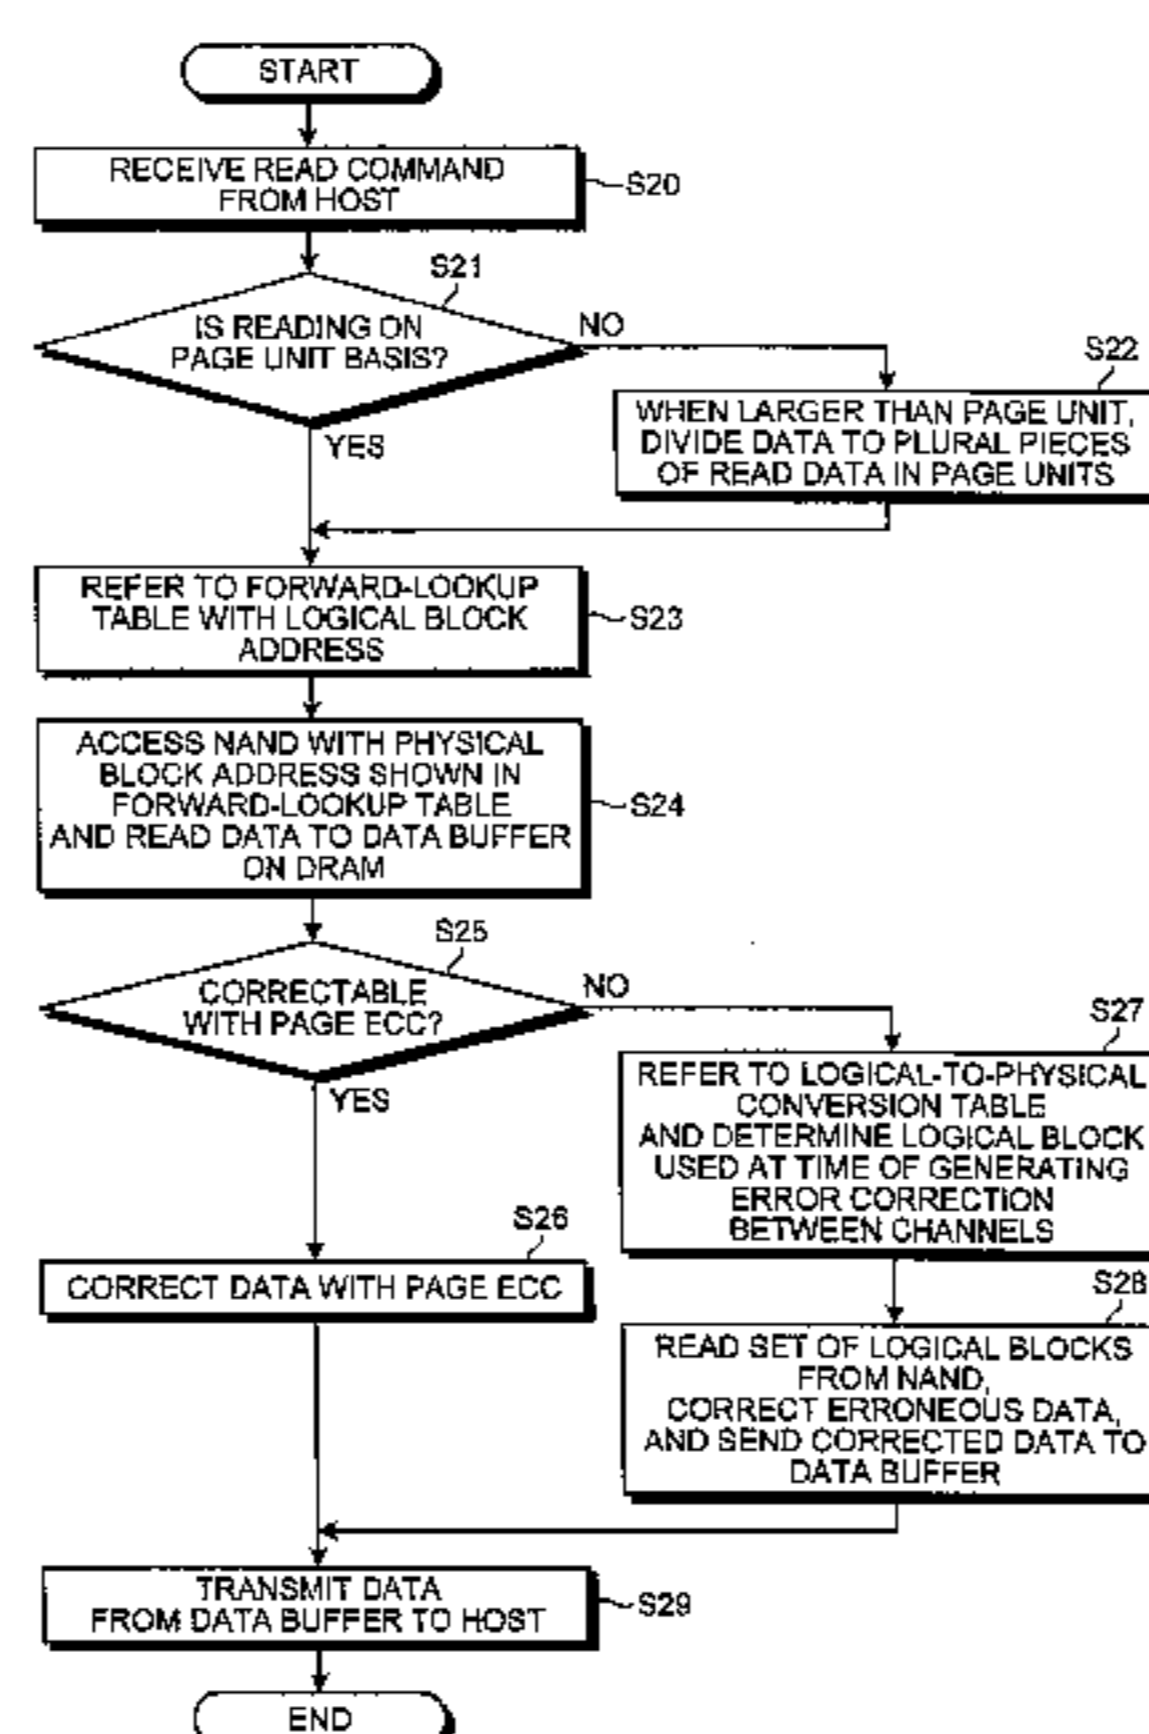 START
RECEIVE READ COMMAND
FROM HOST
S20
S21
IS READING ON
PAGE UNIT BASIS?
NO
YES
S22
WHEN LARGER THAN PAGE UNIT,
DIVIDE DATA TO PLURAL PIECES
OF READ DATA IN PAGE UNITS
REFER TO FORWARD-LOOKUP
TABLE WITH LOGICAL BLOCK
ADDRESS
S23
ACCESS NAND WITH PHYSICAL
BLOCK ADDRESS SHOWN IN
FORWARD-LOOKUP TABLE
AND READ DATA TO DATA BUFFER
ON DRAM
S24
S25
CORRECTABLE
WITH PAGE ECC?
NO
YES
S27
REFER TO LOGICAL-TO-PHYSICAL
CONVERSION TABLE
AND DETERMINE LOGICAL BLOCK
USED AT TIME OF GENERATING
ERROR CORRECTION
BETWEEN CHANNELS
S26
CORRECT DATA WITH PAGE ECC
S28
READ SET OF LOGICAL BLOCKS
FROM NAND,
CORRECT ERRONEOUS DATA,
AND SEND CORRECTED DATA TO
DATA BUFFER
TRANSMIT DATA
FROM DATA BUFFER TO HOST
S29
END